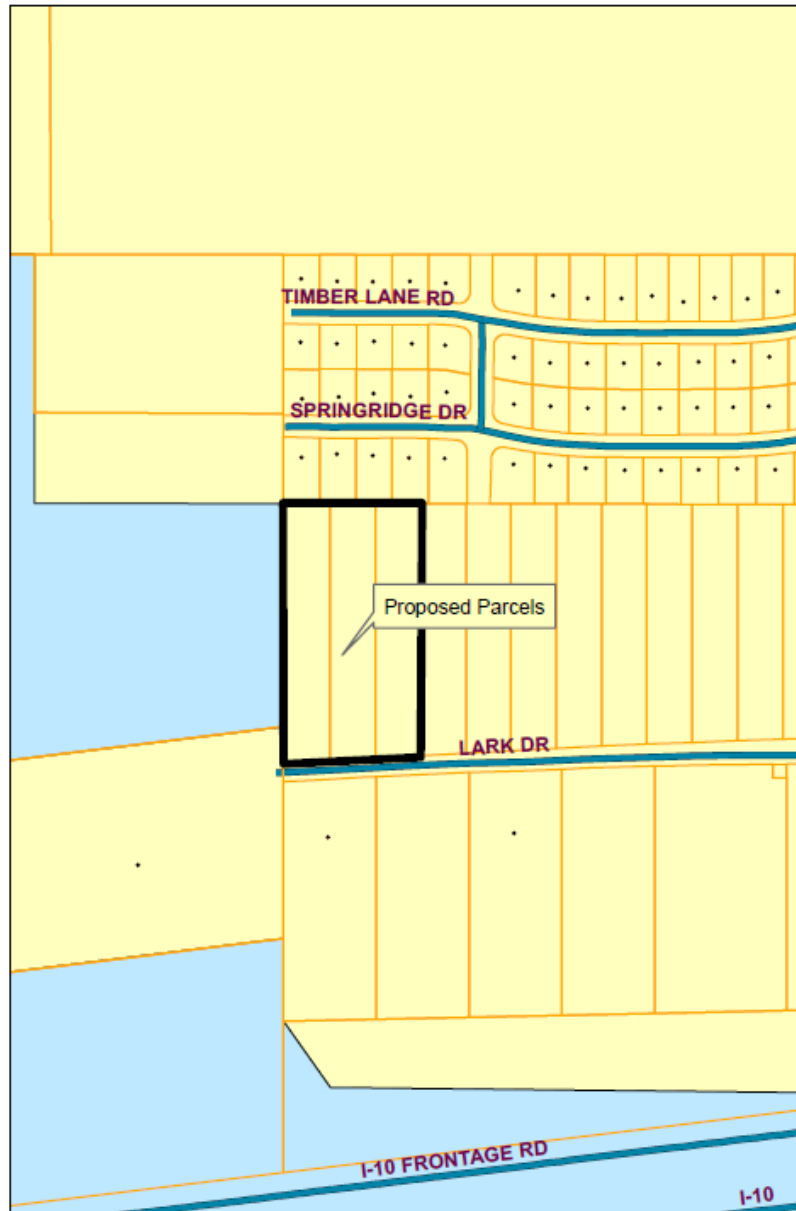 TIMBER LANE RD
SPRINGRIDGE DR
Proposed Parcels
LARK DR
I-10 FRONTAGE RD
I-10